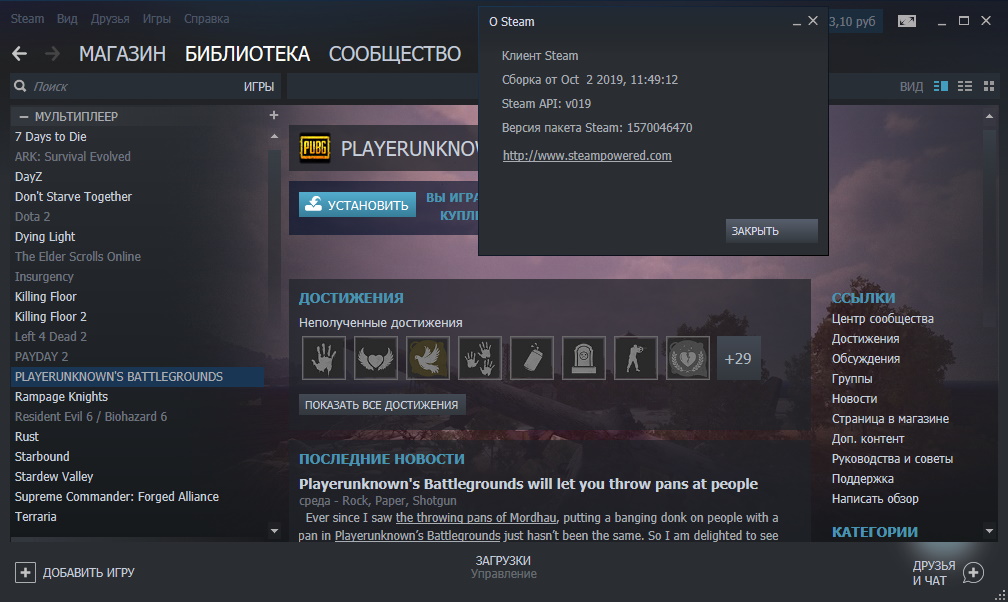 Steam Вид Друзья Игры Справка
3,10 руб
МАГАЗИН БИБЛИОТЕКА СООБЩЕСТВО
Поиск ИГРЫ
ВИД
О Steam
Клиент Steam
Сборка от Oct 2 2019, 11:49:12
Steam API: v019
Версия пакета Steam: 1570046470
http://www.steampowered.com
ЗАКРЫТЬ
МУЛЬТИПЛЕЕР
7 Days to Die
ARK: Survival Evolved
DayZ
Don't Starve Together
Dota 2
Dying Light
The Elder Scrolls Online
Insurgency
Killing Floor
Killing Floor 2
Left 4 Dead 2
PAYDAY 2
PLAYERUNKNOWN'S BATTLEGROUNDS
Rampage Knights
Resident Evil 6 / Biohazard 6
Rust
Starbound
Stardew Valley
Supreme Commander: Forged Alliance
Terraria
PUBG
PLAYERUNKNOW
УСТАНОВИТЬ
ВЫ ИГРА
КУПЛ
ДОСТИЖЕНИЯ
Неполученные достижения
+29
ПОКАЗАТЬ ВСЕ ДОСТИЖЕНИЯ
ПОСЛЕДНИЕ НОВОСТИ
Playerunknown's Battlegrounds will let you throw pans at people
среда - Rock, Paper, Shotgun
Ever since I saw the throwing pans of Mordhau, putting a banging donk on people with a
pan in Playerunknown's Battlegrounds just hasn't been the same. So I am delighted to see
ССЫЛКИ
Центр сообщества
Достижения
Обсуждения
Группы
Новости
Страница в магазине
Доп. контент
Руководства и советы
Поддержка
Написать обзор
КАТЕГОРИИ
ДОБАВИТЬ ИГРУ
ЗАГРУЗКИ
Управление
ДРУЗЬЯ
И ЧАТ